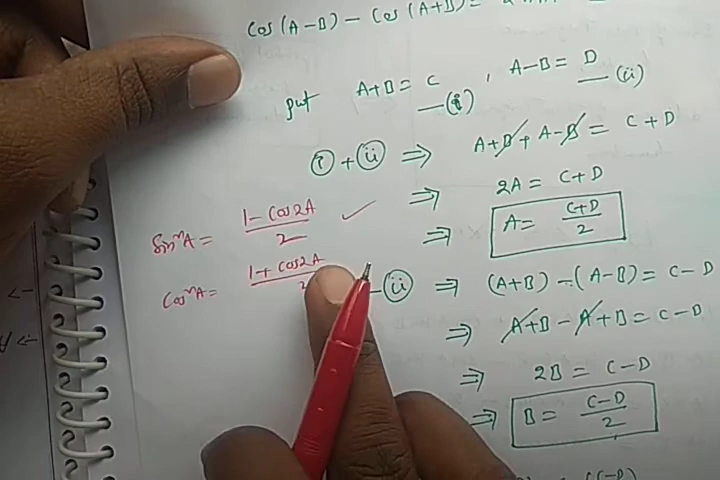 Cos(A-B) - Cos(A+B) =
put A+B = C —(i) , A-B = D —(ii)
(i) + (ii) ⇒ A+B+A-B = C+D
⇒ 2A = C+D
Sin²A = (1 - Cos2A)/2 ✓
⇒ A = (C+D)/2
Cos²A = (1 + Cos2A)/2
-(ii) ⇒ (A+B) - (A-B) = C-D
⇒ A+B - A+B = C-D
⇒ 2B = C-D
⇒ B = (C-D)/2